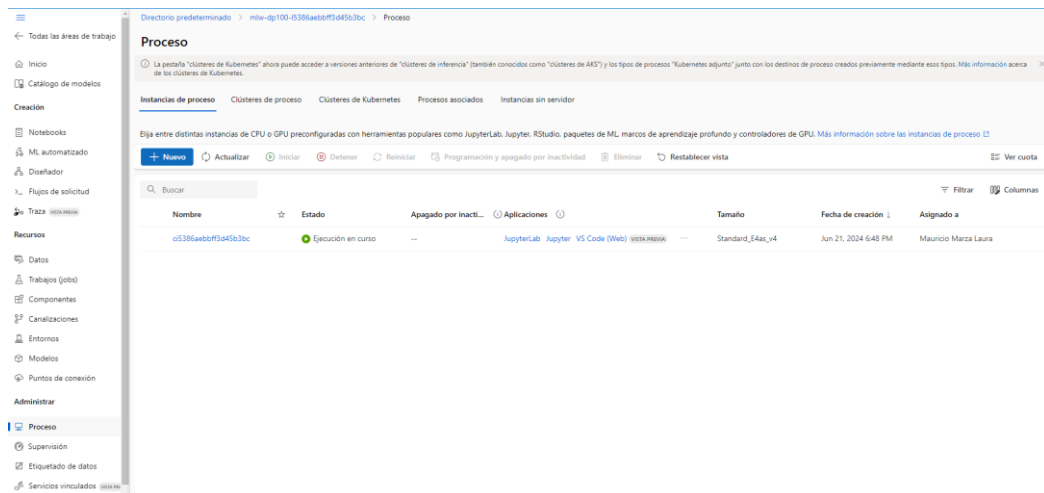 Todas las áreas de trabajo
Inicio
Catálogo de modelos
Creación
Notebooks
ML automatizado
Diseñador
Flujos de solicitud
Traza VISTA PREVIA
Recursos
Datos
Trabajos (jobs)
Componentes
Canalizaciones
Entornos
Modelos
Puntos de conexión
Administrar
Proceso
Supervisión
Etiquetado de datos
Servicios vinculados
Directorio predeterminado > mlw-dp100-l5386aebbff3d45b3bc > Proceso
Proceso
La pestaña "clústeres de Kubernetes" ahora puede acceder a versiones anteriores de "clústeres de inferencia" (también conocidos como "clústeres de AKS") y los tipos de procesos "Kubernetes adjunto" junto con los destinos de proceso creados previamente mediante esos tipos. Más información acerca
de los clústeres de Kubernetes.
Instancias de proceso Clústeres de proceso Clústeres de Kubernetes Procesos asociados Instancias sin servidor
Elija entre distintas instancias de CPU o GPU preconfiguradas con herramientas populares como JupyterLab, Jupyter, RStudio, paquetes de ML, marcos de aprendizaje profundo y controladores de GPU. Más información sobre las instancias de proceso
Nuevo Actualizar Iniciar Detener Reiniciar Programación y apagado por inactividad Eliminar Restablecer vista Ver cuota
Buscar Filtrar Columnas
Nombre Estado Apagado por inacti... Aplicaciones Tamaño Fecha de creación ↓ Asignado a
ci5386aebbff3d45b3bc Ejecución en curso -- JupyterLab Jupyter VS Code (Web) VISTA PREVIA ... Standard_E4as_v4 Jun 21, 2024 6:48 PM Mauricio Marza Laura